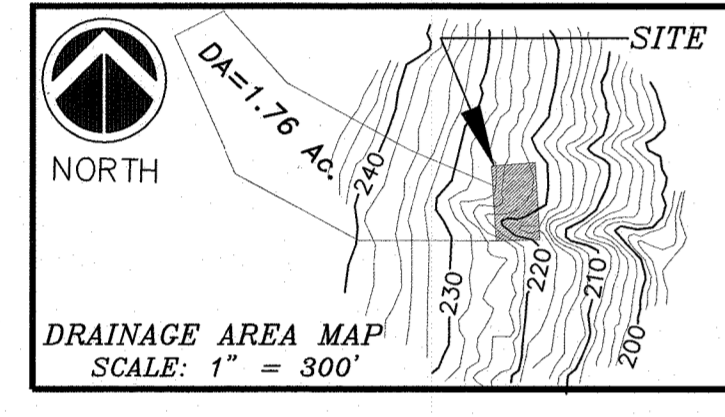 SITE
DA=1.76 Ac.
NORTH
240
230
220
210
200
DRAINAGE AREA MAP
SCALE: 1" = 300'